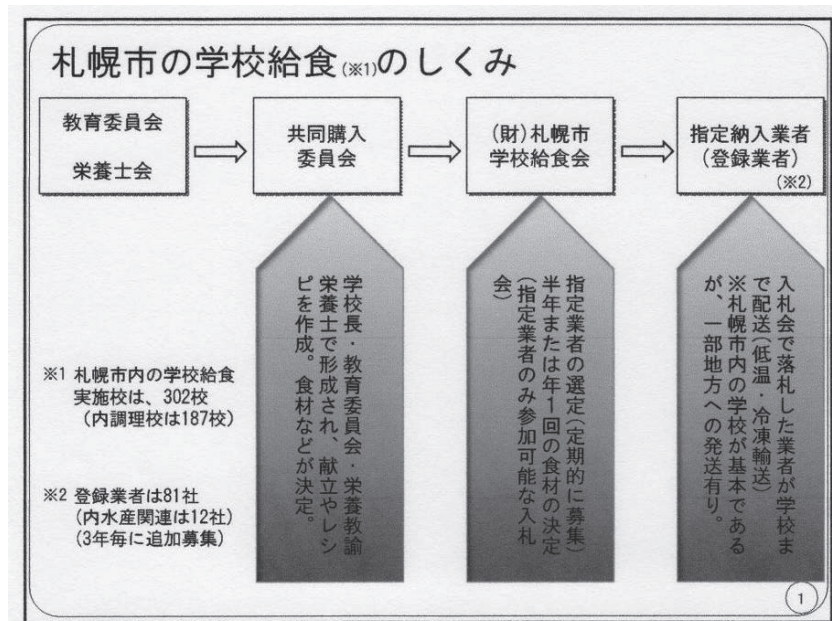 札幌市の学校給食(※1)のしくみ
教育委員会
栄養士会
共同購入
委員会
(財)札幌市
学校給食会
指定納入業者
(登録業者)
(※2)
学校長・教育委員会・栄養教諭
栄養士で形成され、献立やレシ
ピを作成。食材などが決定。
指定業者の選定(定期的に募集)
半年または年1回の食材の決定
(指定業者のみ参加可能な入札
会)
入札会で落札した業者が学校ま
で配送(低温・冷凍輸送)
※札幌市内の学校が基本である
が、一部地方への発送有り。
※1 札幌市内の学校給食
実施校は、302校
(内調理校は187校)
※2 登録業者は81社
(内水産関連は12社)
(3年毎に追加募集)
1